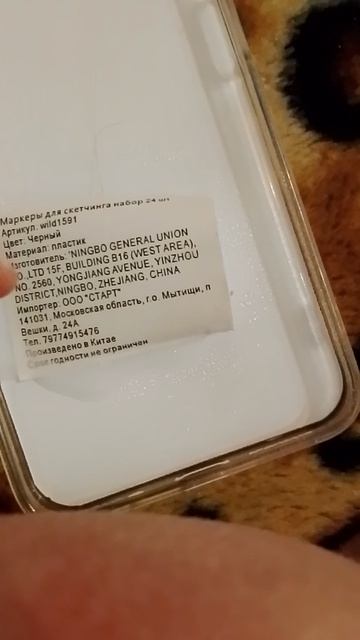 Маркеры для скетчинга набор 24 шт
Артикул: wild1591
Цвет: Черный
Материал: пластик
Изготовитель: 'NINGBO GENERAL UNION
CO.,LTD 15F, BUILDING B16 (WEST AREA),
NO. 2560, YONGJIANG AVENUE, YINZHOU
DISTRICT,NINGBO, ZHEJIANG, CHINA
Импортер: ООО "СТАРТ"
141031, Московская область, г.о. Мытищи, п
Вешки, д. 24А
Тел. 79774915476
Произведено в Китае
Срок годности не ограничен